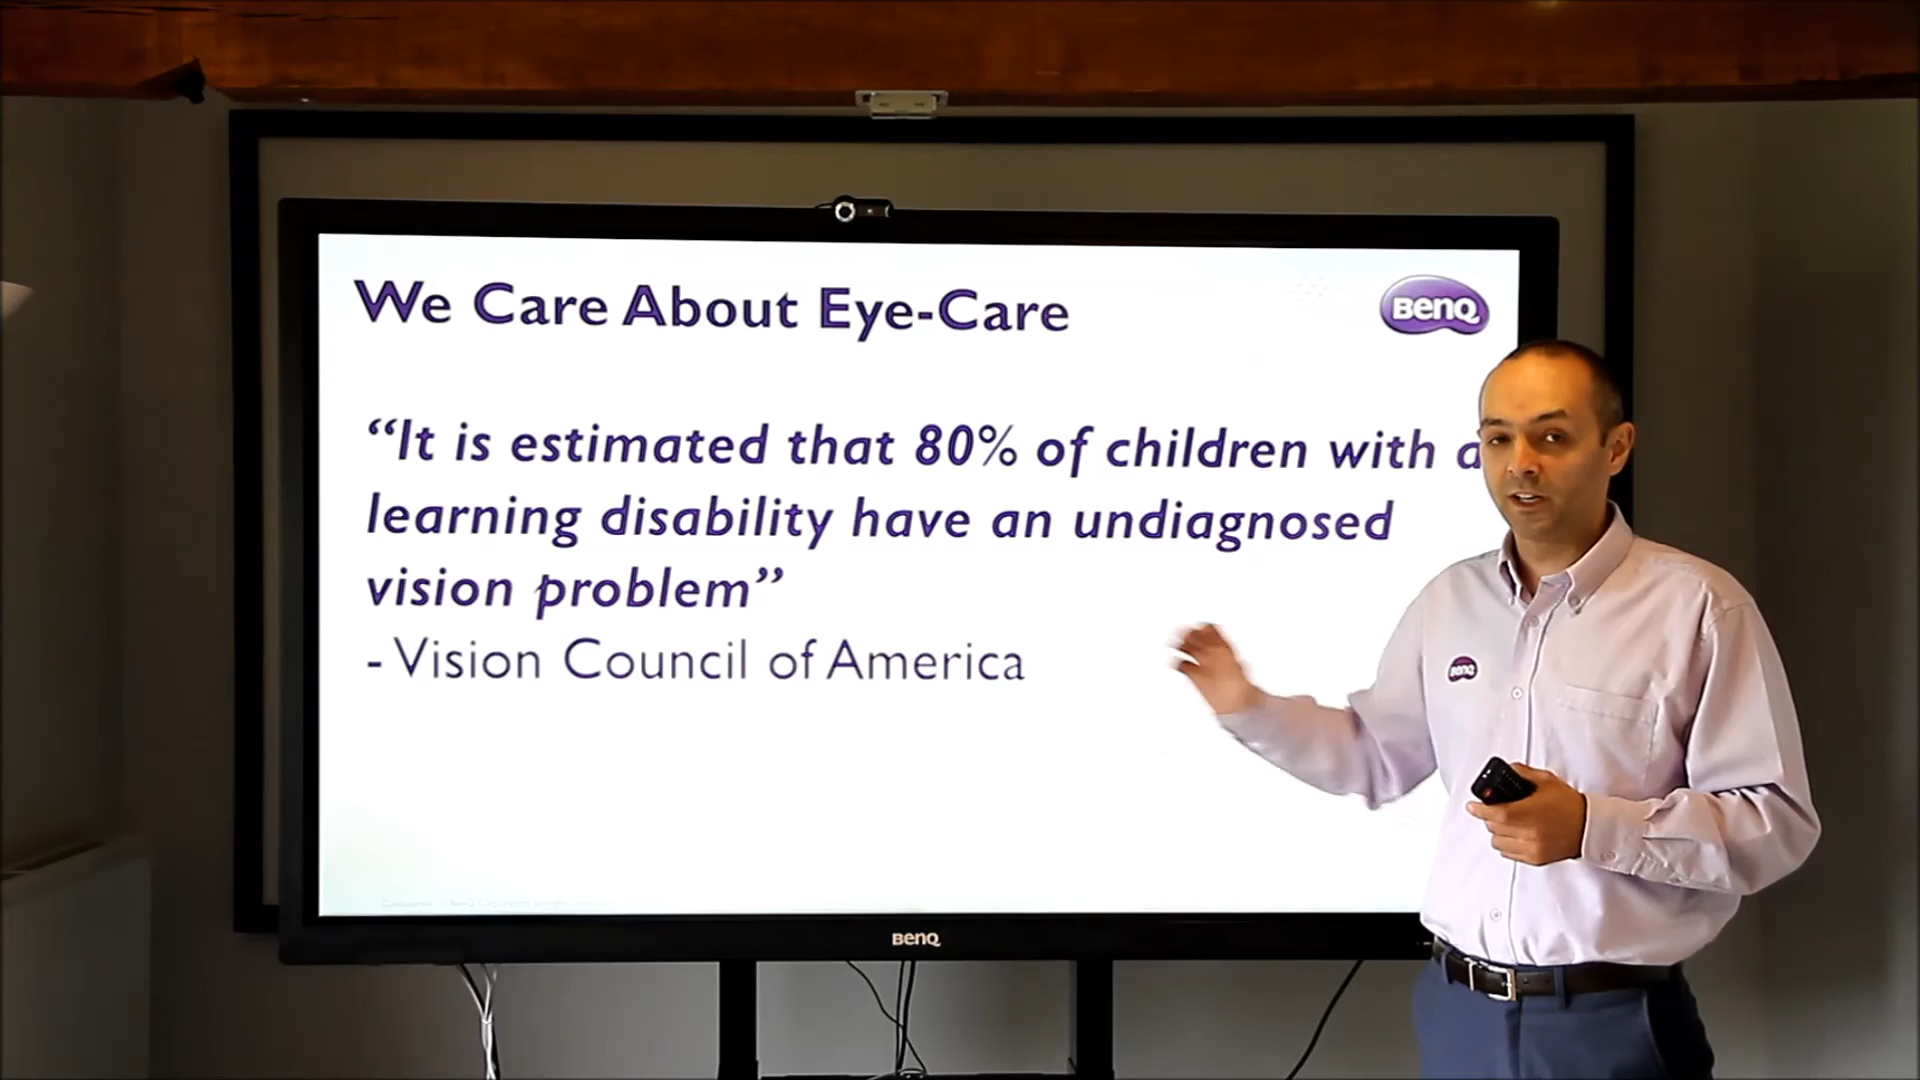 We Care About Eye-Care
BenQ
“It is estimated that 80% of children with a
learning disability have an undiagnosed
vision problem”
- Vision Council of America
BenQ
BenQ